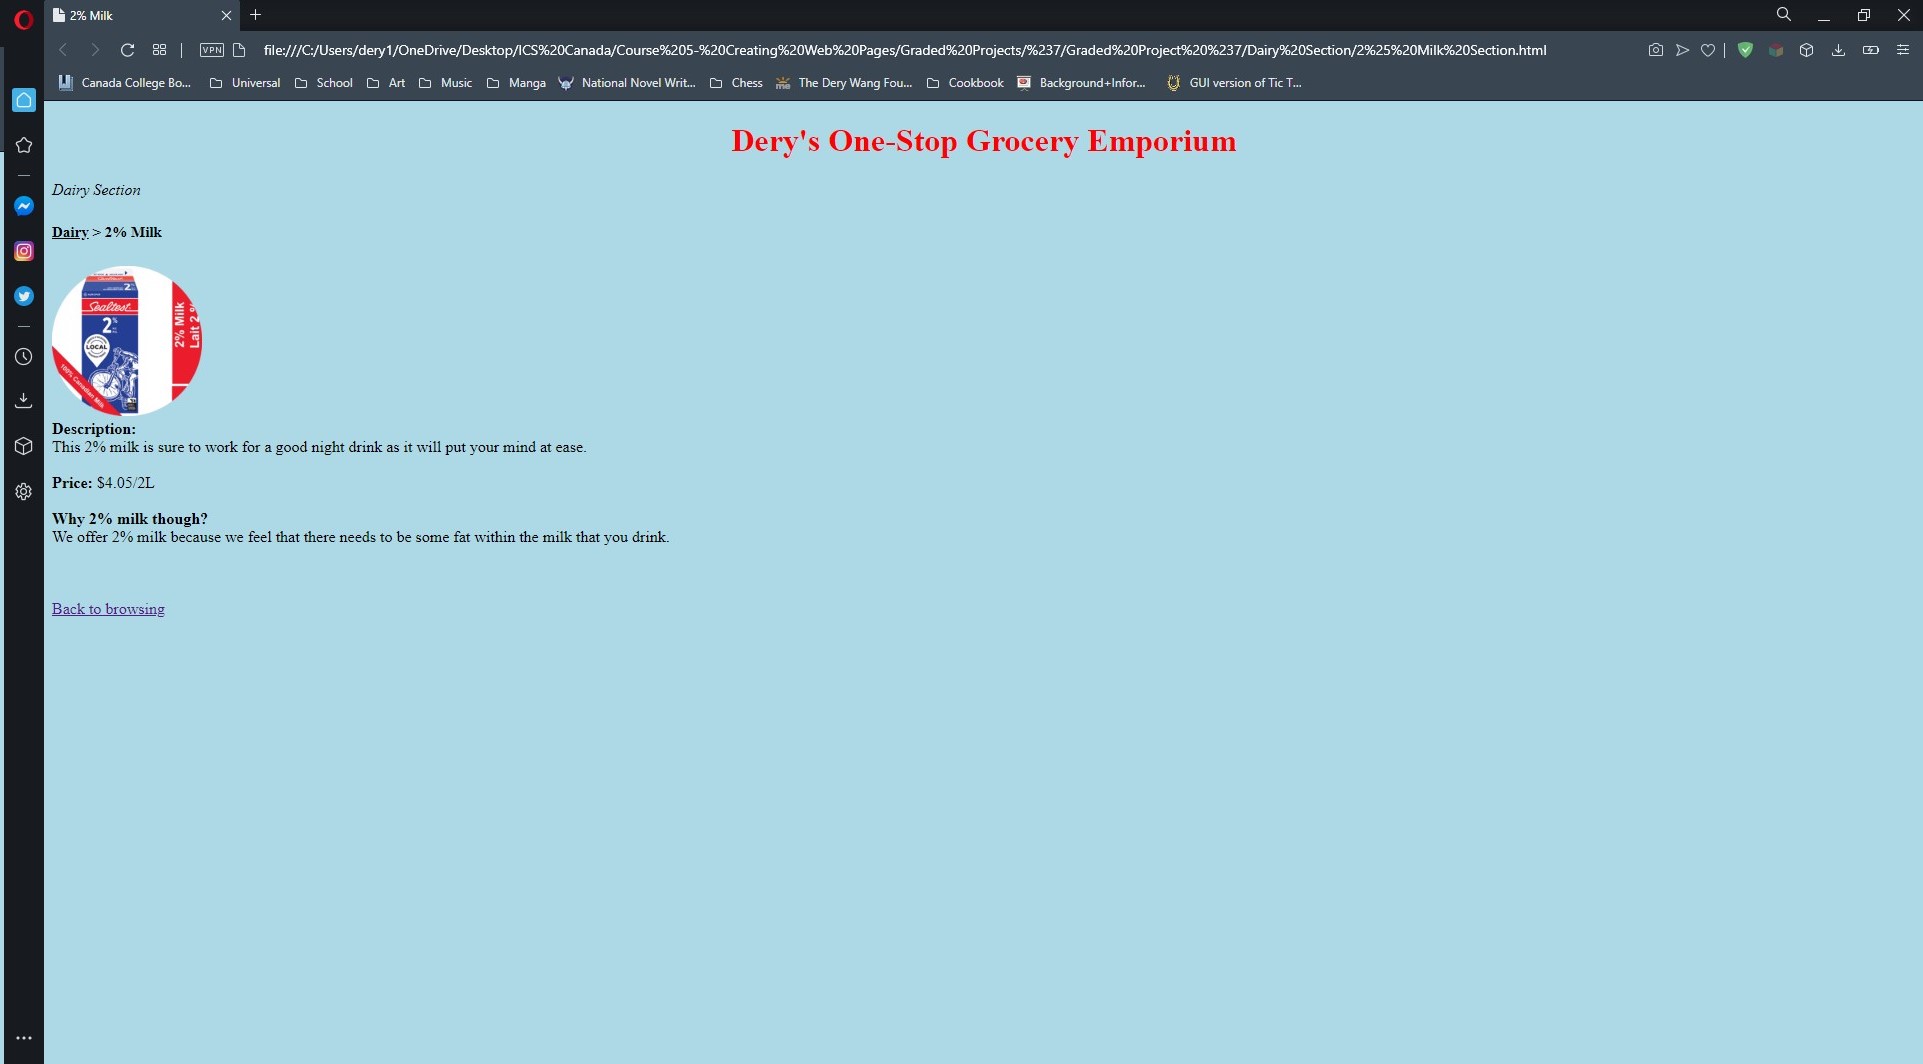 2% Milk
VPN
file:///C:/Users/dery1/OneDrive/Desktop/ICS%20Canada/Course%205-%20Creating%20Web%20Pages/Graded%20Projects/%237/Graded%20Project%20%237/Dairy%20Section/2%25%20Milk%20Section.html
Canada College Bo... Universal School Art Music Manga National Novel Writ... Chess The Dery Wang Fou... Cookbook Background+Infor... GUI version of Tic T...
Dery's One-Stop Grocery Emporium
Dairy Section
Dairy > 2% Milk
2%
Sealtest
2%
LOCAL
100% Canadian Milk
2% Milk
Lait 2 %
Description:
This 2% milk is sure to work for a good night drink as it will put your mind at ease.
Price: $4.05/2L
Why 2% milk though?
We offer 2% milk because we feel that there needs to be some fat within the milk that you drink.
Back to browsing